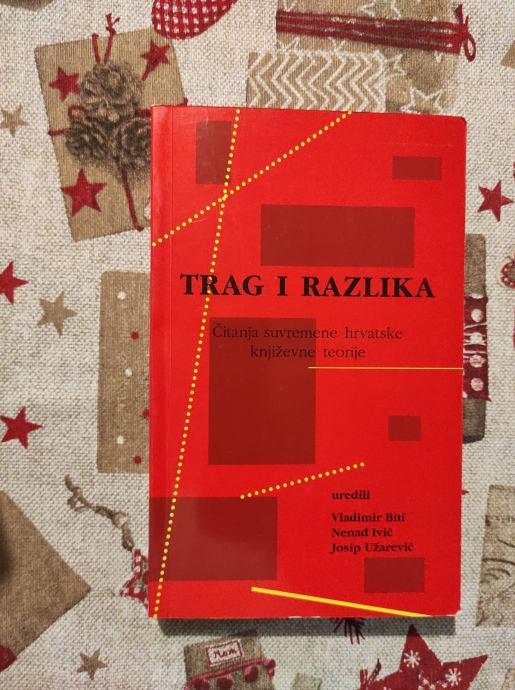 TRAG I RAZLIKA
Čitanja suvremene hrvatske
književne teorije
uredili
Vladimir Biti
Nenad Ivić
Josip Užarević